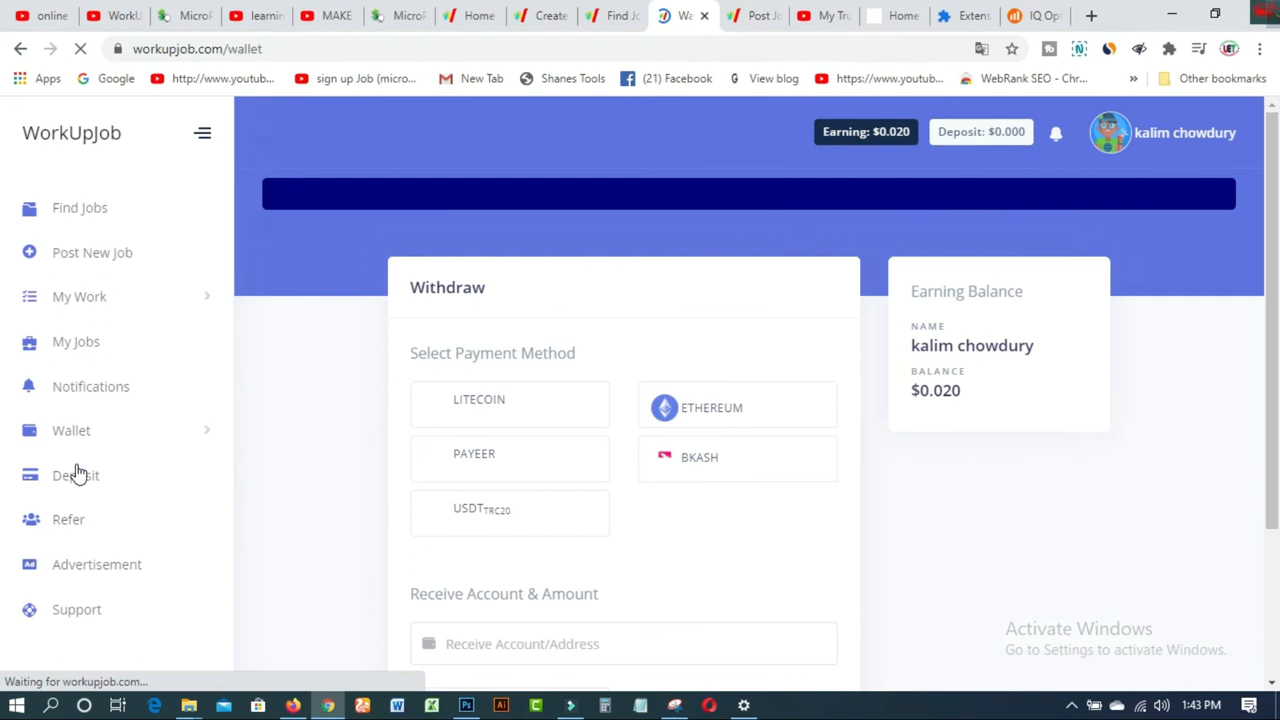 online
WorkU
MicroF
learnin
MAKE
MicroF
Home
Create
Find Jo
Wa
Post Jo
My Tru
Home
Extens
IQ Opt
workupjob.com/wallet
Apps
Google
http://www.youtub...
sign up Job (micro...
New Tab
Shanes Tools
(21) Facebook
View blog
https://www.youtub...
WebRank SEO - Chr...
»
Other bookmarks
WorkUpJob
Earning: $0.020
Deposit: $0.000
kalim chowdury
Find Jobs
Post New Job
My Work
My Jobs
Notifications
Wallet
Deposit
Refer
Advertisement
Support
Withdraw
Select Payment Method
LITECOIN
ETHEREUM
PAYEER
BKASH
USDTTRC20
Receive Account & Amount
Receive Account/Address
Earning Balance
NAME
kalim chowdury
BALANCE
$0.020
Activate Windows
Go to Settings to activate Windows.
Waiting for workupjob.com...
1:43 PM